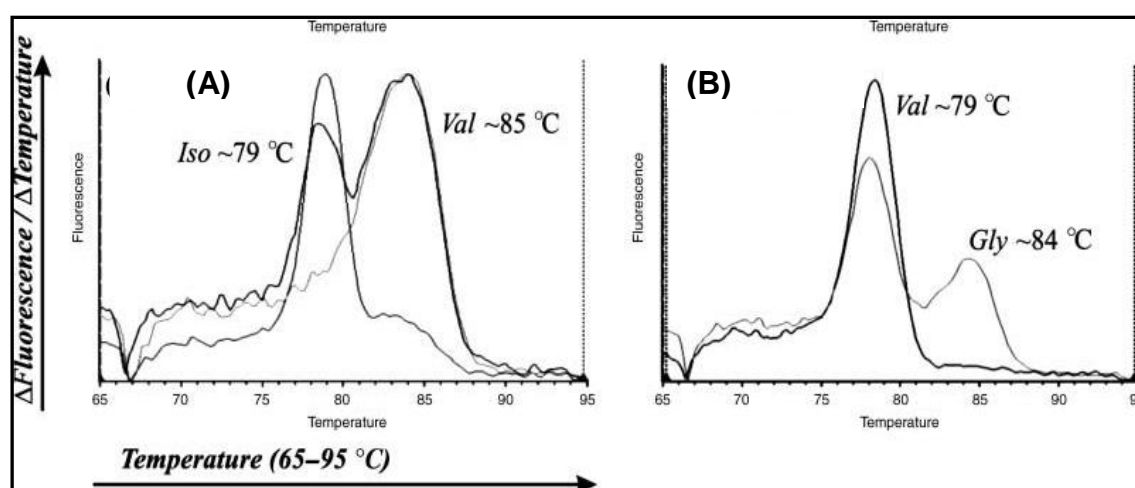 Temperature
Temperature
(A)
(B)
Iso ~79 °C
Val ~85 °C
Val ~79 °C
Gly ~84 °C
ΔFluorescence / ΔTemperature
Fluorescence
Fluorescence
65 70 75 80 85 90 95
65 70 75 80 85 90 9
Temperature
Temperature
Temperature (65–95 °C)